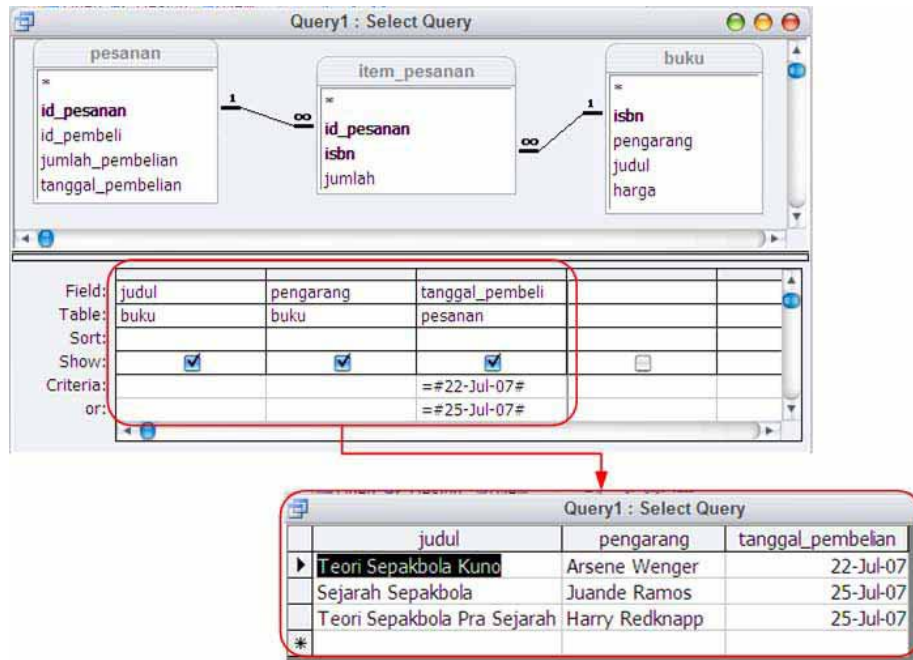 Query1 : Select Query
pesanan
*
id_pesanan
id_pembeli
jumlah_pembelian
tanggal_pembelian
1
∞
item_pesanan
*
id_pesanan
isbn
jumlah
∞
1
buku
*
isbn
pengarang
judul
harga
Field: judul pengarang tanggal_pembeli
Table: buku buku pesanan
Sort:
Show:
Criteria: =#22-Jul-07#
or: =#25-Jul-07#
Query1 : Select Query
judul pengarang tanggal_pembelian
Teori Sepakbola Kuno Arsene Wenger 22-Jul-07
Sejarah Sepakbola Juande Ramos 25-Jul-07
Teori Sepakbola Pra Sejarah Harry Redknapp 25-Jul-07
*